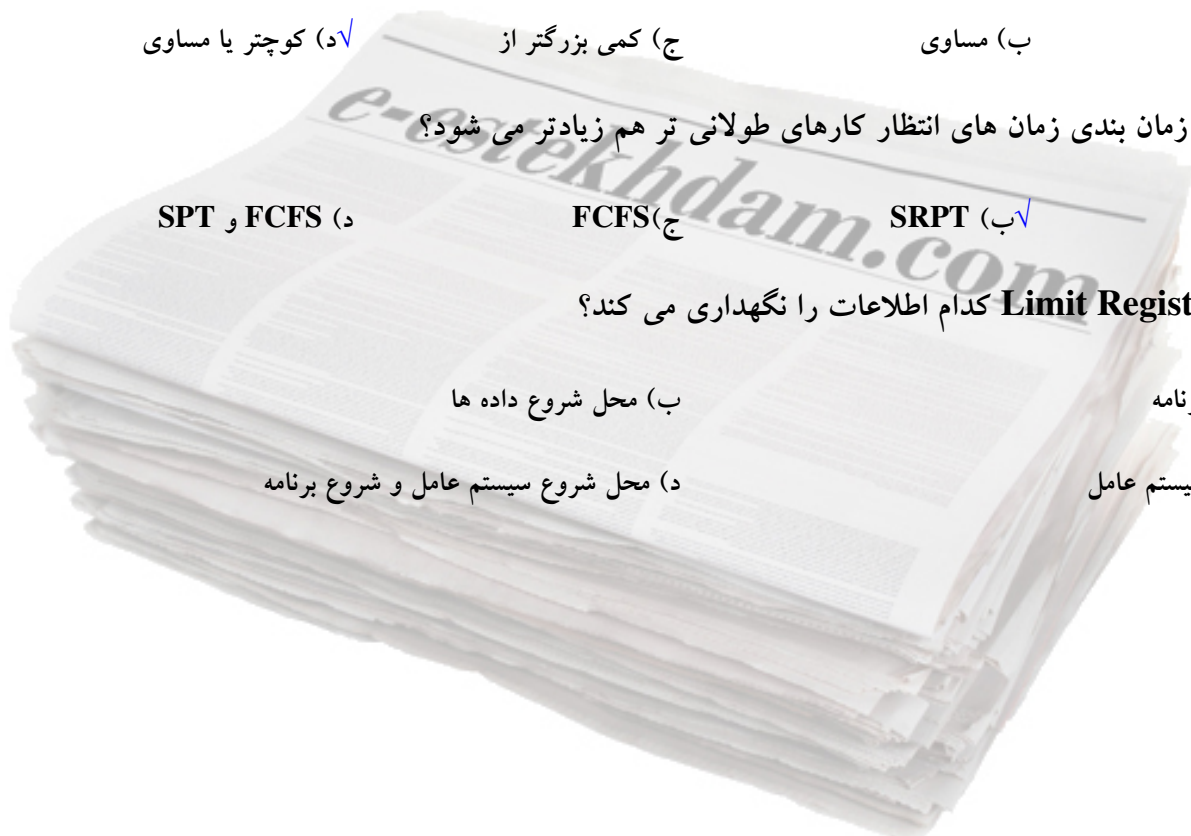 ب) مساوی ج) کمی بزرگتر از √د) کوچتر یا مساوی
زمان بندی زمان های انتظار کارهای طولانی تر هم زیادتر می شود؟
√ب) SRPT ج)FCFS د) FCFS و SPT
Limit Regist کدام اطلاعات را نگهداری می کند؟
رنامه ب) محل شروع داده ها
یستم عامل د) محل شروع سیستم عامل و شروع برنامه
e-estekhdam.com